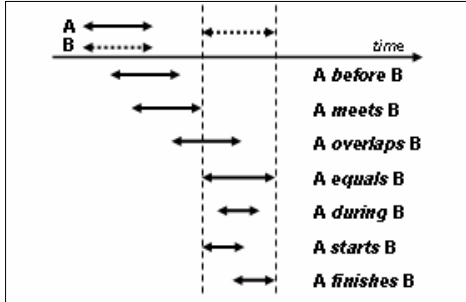 A
B
time
A before B
A meets B
A overlaps B
A equals B
A during B
A starts B
A finishes B